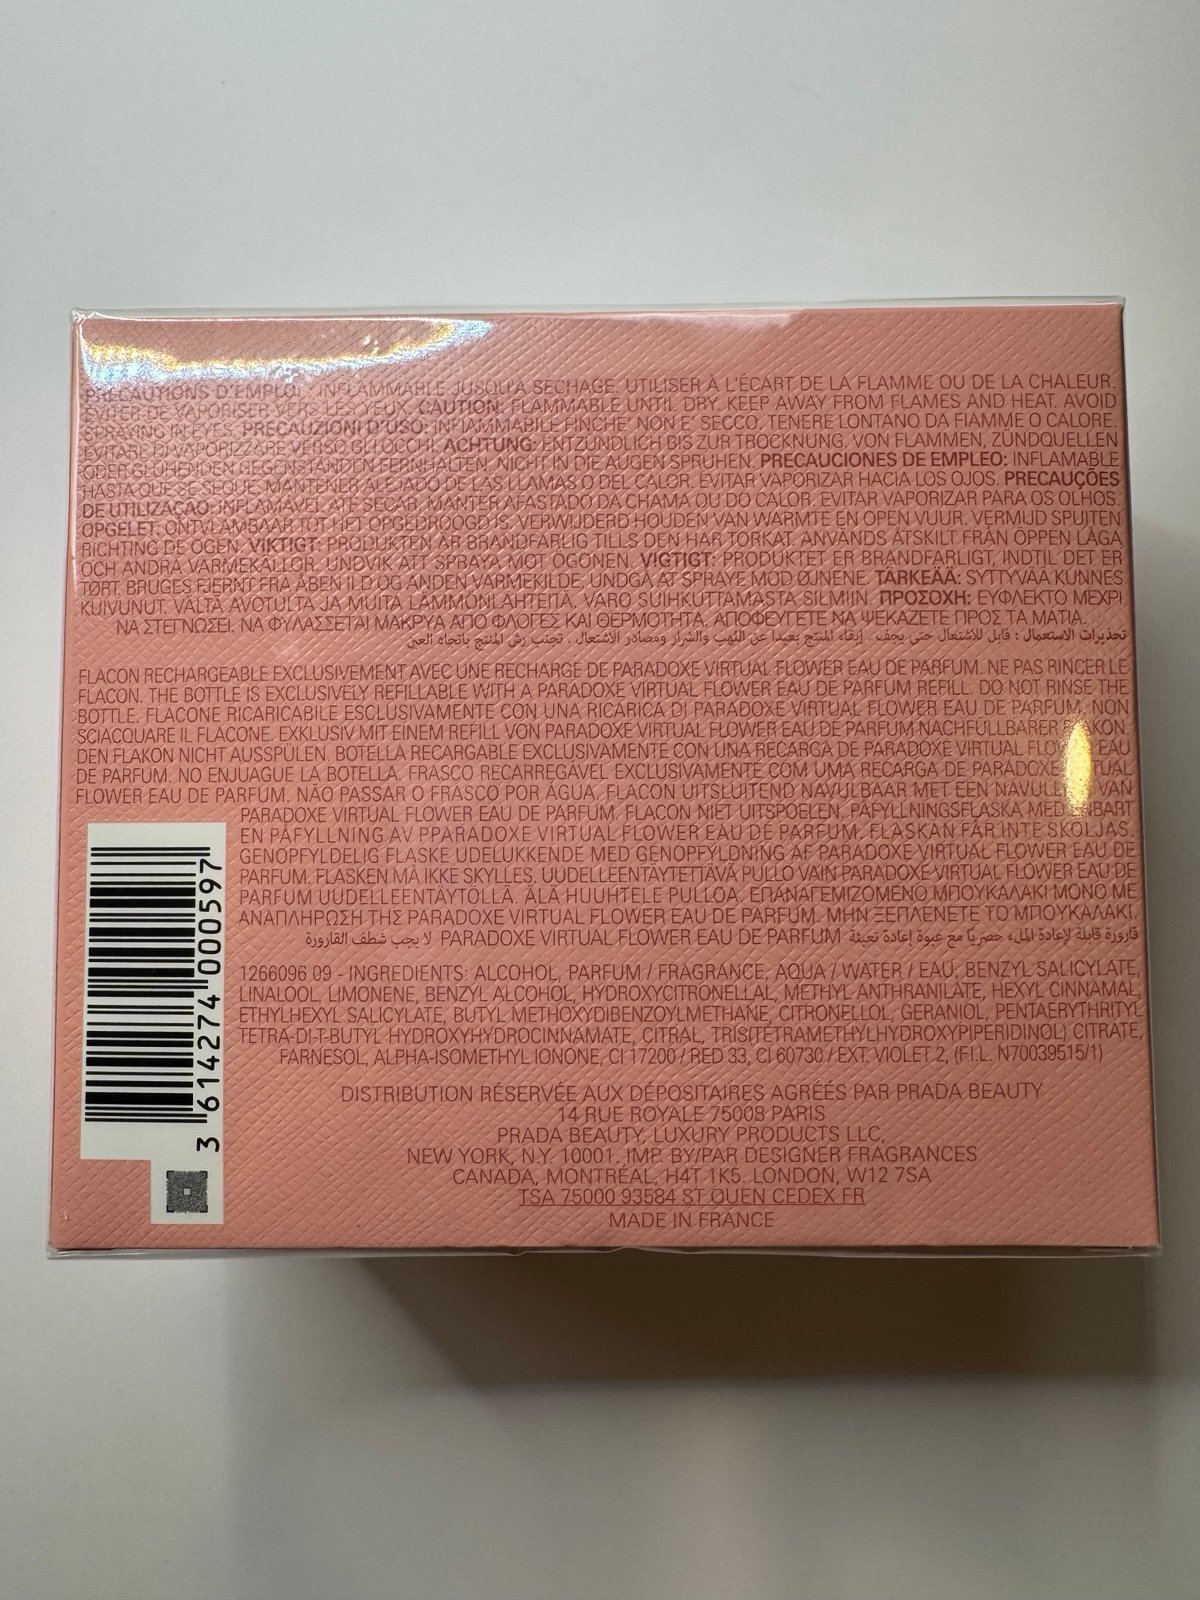 PRECAUTIONS D'EMPLOI: INFLAMMABLE JUSQU'À SECHAGE. UTILISER À L'ÉCART DE LA FLAMME OU DE LA CHALEUR.
ÉVITER DE VAPORISER VERS LES YEUX. CAUTION: FLAMMABLE UNTIL DRY. KEEP AWAY FROM FLAMES AND HEAT. AVOID
SPRAYING IN EYES. PRECAUZIONI D'USO: INFIAMMABILE FINCHE' NON E' SECCO. TENERE LONTANO DA FIAMME O CALORE.
EVITARE DI VAPORIZZARE VERSO GLI OCCHI. ACHTUNG: ENTZÜNDLICH BIS ZUR TROCKNUNG. VON FLAMMEN, ZÜNDQUELLEN
ODER GLÜHENDEN GEGENSTÄNDEN FERNHALTEN, NICHT IN DIE AUGEN SPRÜHEN. PRECAUCIONES DE EMPLEO: INFLAMABLE
HASTA QUE SE SEQUE. MANTENER ALEJADO DE LAS LLAMAS O DEL CALOR. EVITAR VAPORIZAR HACIA LOS OJOS. PRECAUÇÕES
DE UTILIZAÇÃO: INFLAMÁVEL ATÉ SECAR. MANTER AFASTADO DA CHAMA OU DO CALOR. EVITAR VAPORIZAR PARA OS OLHOS.
OPGELET: ONTVLAMBAAR TOT HET OPGEDROOGD IS. VERWIJDERD HOUDEN VAN WARMTE EN OPEN VUUR. VERMIJD SPUITEN
RICHTING DE OGEN. VIKTIGT: PRODUKTEN ÄR BRANDFARLIG TILLS DEN HAR TORKAT. ANVÄNDS ÅTSKILT FRÅN ÖPPEN LÅGA
OCH ANDRA VÄRMEKÄLLOR. UNDVIK ATT SPRAYA MOT ÖGONEN. VIGTIGT: PRODUKTET ER BRANDFARLIGT, INDTIL DET ER
TØRT. BRUGES FJERNT FRA ÅBEN ILD OG ANDEN VARMEKILDE. UNDGÅ AT SPRAYE MOD ØJNENE. TÄRKEÄÄ: SYTTYVÄÄ KUNNES
KUIVUNUT. VÄLTÄ AVOTULTA JA MUITA LÄMMÖNLÄHTEITÄ. VARO SUIHKUTTAMASTA SILMIIN. ΠΡΟΣΟΧΗ: ΕΥΦΛΕΚΤΟ ΜΕΧΡΙ
ΝΑ ΣΤΕΓΝΩΣΕΙ. ΝΑ ΦΥΛΑΣΣΕΤΑΙ ΜΑΚΡΥΑ ΑΠΟ ΦΛΟΓΕΣ ΚΑΙ ΘΕΡΜΟΤΗΤΑ. ΑΠΟΦΕΥΓΕΤΕ ΝΑ ΨΕΚΑΖΕΤΕ ΠΡΟΣ ΤΑ ΜΑΤΙΑ.
تحذيرات الاستعمال : قابل للاشتعال حتى يجف . إبقاء المنتج بعيدا عن اللهب والشرار ومصادر الاشتعال . تجنب رش المنتج باتجاه العين
FLACON RECHARGEABLE EXCLUSIVEMENT AVEC UNE RECHARGE DE PARADOXE VIRTUAL FLOWER EAU DE PARFUM. NE PAS RINCER LE
FLACON. THE BOTTLE IS EXCLUSIVELY REFILLABLE WITH A PARADOXE VIRTUAL FLOWER EAU DE PARFUM REFILL. DO NOT RINSE THE
BOTTLE. FLACONE RICARICABILE ESCLUSIVAMENTE CON UNA RICARICA DI PARADOXE VIRTUAL FLOWER EAU DE PARFUM. NON
SCIACQUARE IL FLACONE. EXKLUSIV MIT EINEM REFILL VON PARADOXE VIRTUAL FLOWER EAU DE PARFUM NACHFÜLLBARER
DEN FLAKON NICHT AUSSPÜLEN. BOTELLA RECARGABLE EXCLUSIVAMENTE CON UNA RECARGA DE PARADOXE VIRTUAL EAU
DE PARFUM. NO ENJUAGUE LA BOTELLA. FRASCO RECARREGÁVEL EXCLUSIVAMENTE COM UMA RECARGA DE PARADOXE
FLOWER EAU DE PARFUM. NÃO PASSAR O FRASCO POR ÁGUA. FLACON UITSLUITEND NAVULBAAR MET EEN VAN
PARADOXE VIRTUAL FLOWER EAU DE PARFUM. FLACON NIET UITSPOELEN. PÅFYLLNINGSFLASKA MED ENBART
EN PÅFYLLNING AV PPARADOXE VIRTUAL FLOWER EAU DE PARFUM. FLASKAN FÅR INTE SKÖLJAS.
GENOPFYLDELIG FLASKE UDELUKKENDE MED GENOPFYLDNING AF PARADOXE VIRTUAL FLOWER EAU DE
PARFUM. FLASKEN MÅ IKKE SKYLLES. UUDELLEENTÄYTETTÄVÄ PULLO VAIN PARADOXE VIRTUAL FLOWER EAU DE
PARFUM UUDELLEENTÄYTÖLLÄ. ÄLÄ HUUHTELE PULLOA. ΕΠΑΝΑΓΕΜΙΖΟΜΕΝΟ ΜΠΟΥΚΑΛΑΚΙ ΜΟΝΟ ΜΕ
ΑΝΑΠΛΗΡΩΣΗ ΤΗΣ PARADOXE VIRTUAL FLOWER EAU DE PARFUM. ΜΗΝ ΞΕΠΛΕΝΕΤΕ ΤΟ ΜΠΟΥΚΑΛΑΚΙ.
قارورة قابلة لإعادة الملء حصريًا مع عبوة إعادة تعبئة PARADOXE VIRTUAL FLOWER EAU DE PARFUM لا يجب شطف القارورة
1266096 09 - INGREDIENTS: ALCOHOL, PARFUM / FRAGRANCE, AQUA / WATER / EAU, BENZYL SALICYLATE,
LINALOOL, LIMONENE, BENZYL ALCOHOL, HYDROXYCITRONELLAL, METHYL ANTHRANILATE, HEXYL CINNAMAL,
ETHYLHEXYL SALICYLATE, BUTYL METHOXYDIBENZOYLMETHANE, CITRONELLOL, GERANIOL, PENTAERYTHRITYL
TETRA-DI-T-BUTYL HYDROXYHYDROCINNAMATE, CITRAL, TRIS(TETRAMETHYLHYDROXYPIPERIDINOL) CITRATE,
FARNESOL, ALPHA-ISOMETHYL IONONE, CI 17200 / RED 33, CI 60730 / EXT. VIOLET 2, (F.I.L. N70039515/1)
DISTRIBUTION RÉSERVÉE AUX DÉPOSITAIRES AGRÉÉS PAR PRADA BEAUTY
14 RUE ROYALE 75008 PARIS
PRADA BEAUTY, LUXURY PRODUCTS LLC,
NEW YORK, N.Y. 10001. IMP. BY/PAR DESIGNER FRAGRANCES
CANADA, MONTRÉAL, H4T 1K5. LONDON, W12 7SA
TSA 75000 93584 ST OUEN CEDEX FR
MADE IN FRANCE
3 614274 000597